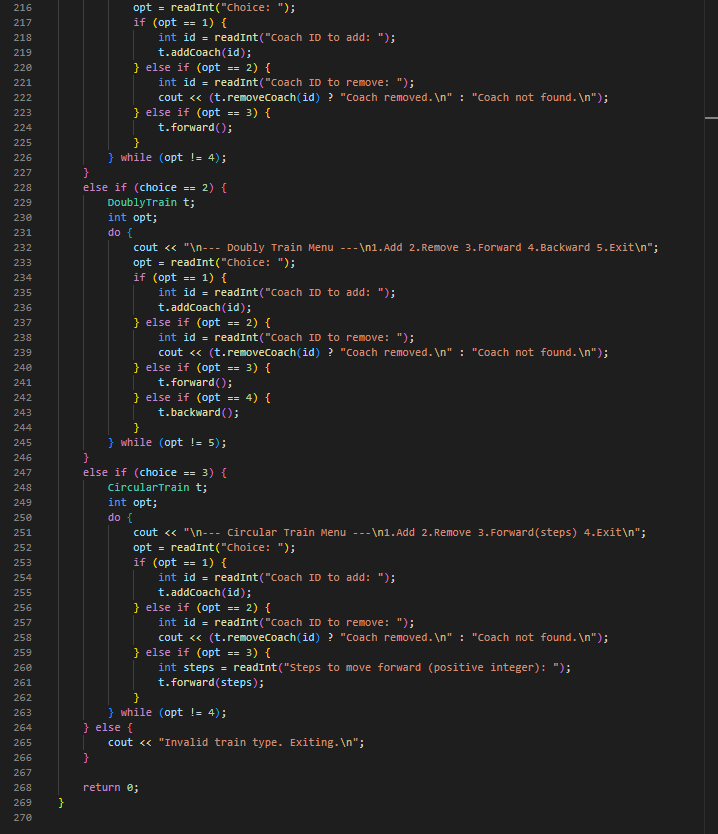 216 opt = readInt("Choice: ");
217 if (opt == 1) {
218 int id = readInt("Coach ID to add: ");
219 t.addCoach(id);
220 } else if (opt == 2) {
221 int id = readInt("Coach ID to remove: ");
222 cout << (t.removeCoach(id) ? "Coach removed.\n" : "Coach not found.\n");
223 } else if (opt == 3) {
224 t.forward();
225 }
226 } while (opt != 4);
227 }
228 else if (choice == 2) {
229 DoublyTrain t;
230 int opt;
231 do {
232 cout << "\n--- Doubly Train Menu ---\n1.Add 2.Remove 3.Forward 4.Backward 5.Exit\n";
233 opt = readInt("Choice: ");
234 if (opt == 1) {
235 int id = readInt("Coach ID to add: ");
236 t.addCoach(id);
237 } else if (opt == 2) {
238 int id = readInt("Coach ID to remove: ");
239 cout << (t.removeCoach(id) ? "Coach removed.\n" : "Coach not found.\n");
240 } else if (opt == 3) {
241 t.forward();
242 } else if (opt == 4) {
243 t.backward();
244 }
245 } while (opt != 5);
246 }
247 else if (choice == 3) {
248 CircularTrain t;
249 int opt;
250 do {
251 cout << "\n--- Circular Train Menu ---\n1.Add 2.Remove 3.Forward(steps) 4.Exit\n";
252 opt = readInt("Choice: ");
253 if (opt == 1) {
254 int id = readInt("Coach ID to add: ");
255 t.addCoach(id);
256 } else if (opt == 2) {
257 int id = readInt("Coach ID to remove: ");
258 cout << (t.removeCoach(id) ? "Coach removed.\n" : "Coach not found.\n");
259 } else if (opt == 3) {
260 int steps = readInt("Steps to move forward (positive integer): ");
261 t.forward(steps);
262 }
263 } while (opt != 4);
264 } else {
265 cout << "Invalid train type. Exiting.\n";
266 }
267
268 return 0;
269 }
270